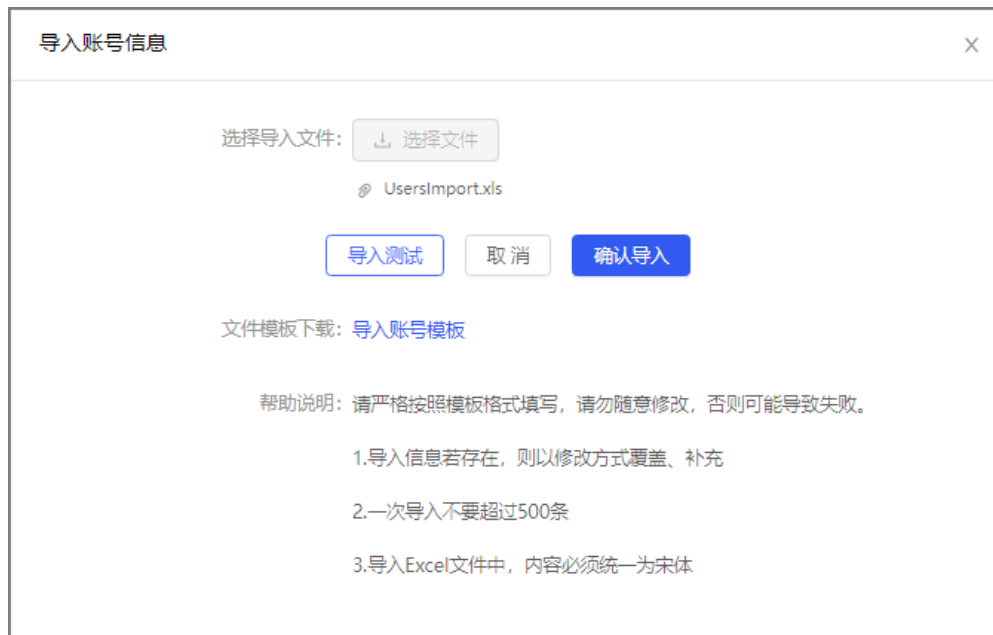 导入账号信息
选择导入文件: 选择文件
UsersImport.xls
导入测试 取 消 确认导入
文件模板下载: 导入账号模板
帮助说明: 请严格按照模板格式填写，请勿随意修改，否则可能导致失败。
1.导入信息若存在，则以修改方式覆盖、补充
2.一次导入不要超过500条
3.导入Excel文件中，内容必须统一为宋体